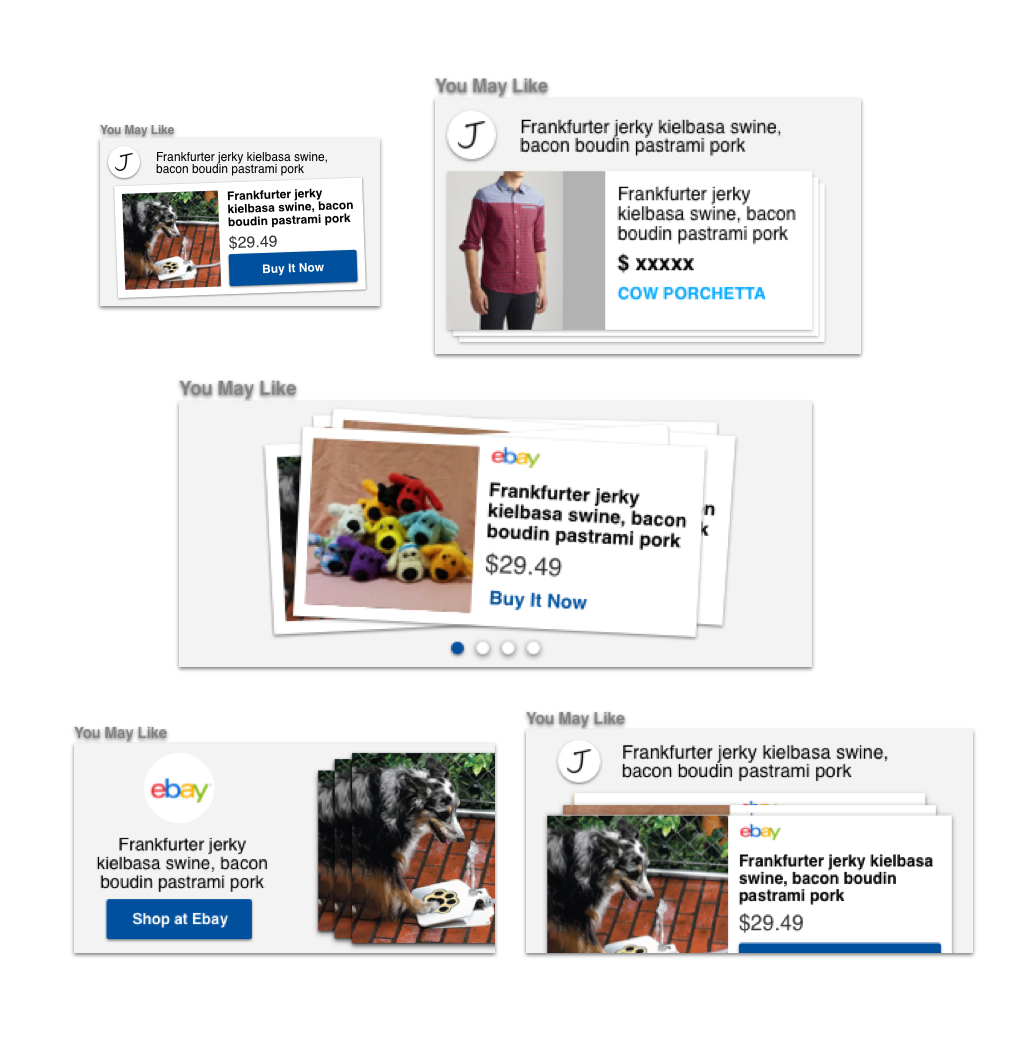 You May Like
J
Frankfurter jerky kielbasa swine,
bacon boudin pastrami pork
Frankfurter jerky
kielbasa swine, bacon
boudin pastrami pork
$29.49
Buy It Now
You May Like
J
Frankfurter jerky kielbasa swine,
bacon boudin pastrami pork
Frankfurter jerky
kielbasa swine, bacon
boudin pastrami pork
$ xxxxx
COW PORCHETTA
You May Like
ebay
Frankfurter jerky
kielbasa swine, bacon
boudin pastrami pork
$29.49
Buy It Now
n
k
You May Like
ebay
Frankfurter jerky
kielbasa swine, bacon
boudin pastrami pork
Shop at Ebay
You May Like
J
Frankfurter jerky kielbasa swine,
bacon boudin pastrami pork
ebay
Frankfurter jerky kielbasa
swine, bacon boudin
pastrami pork
$29.49